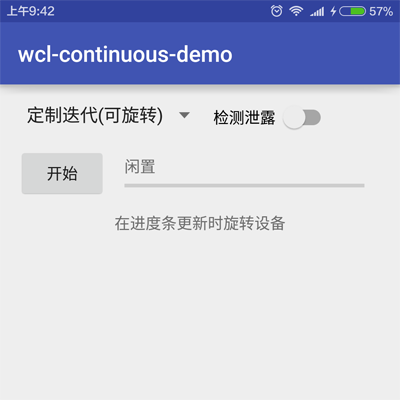 上午9:42 57%
wcl-continuous-demo
定制迭代(可旋转) 检测泄露
开始 闲置
在进度条更新时旋转设备